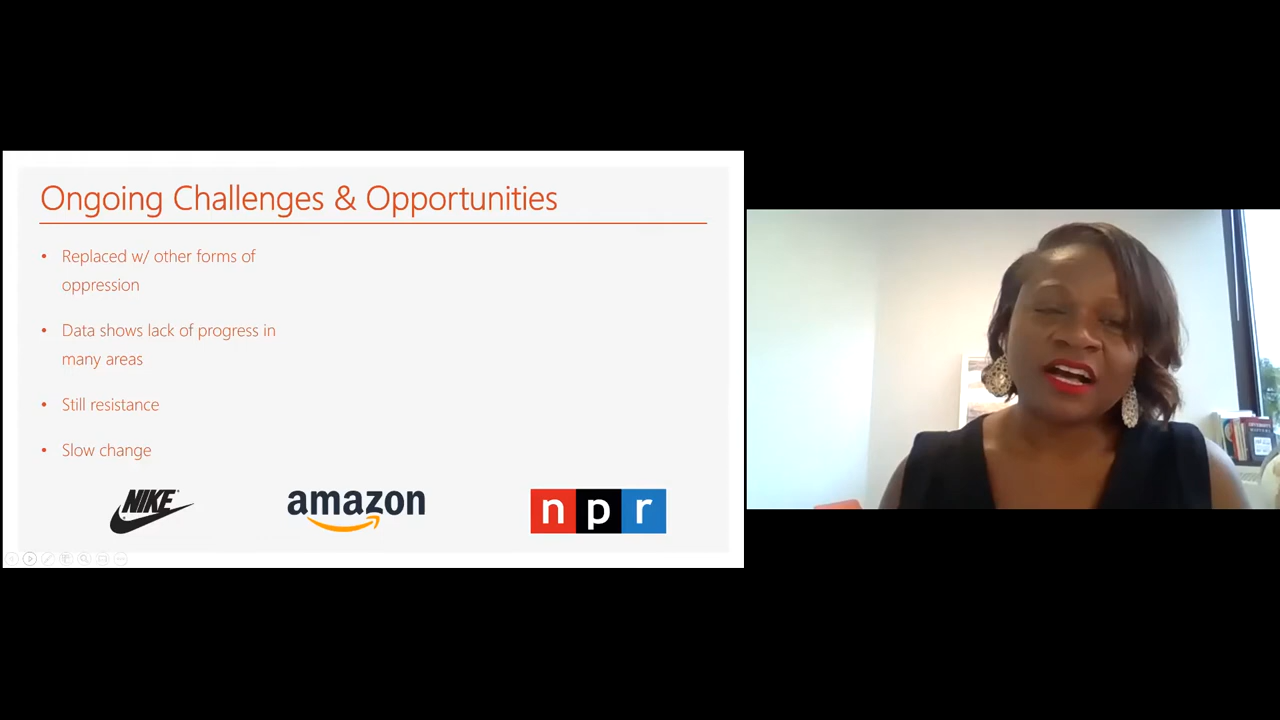 Ongoing Challenges & Opportunities
• Replaced w/ other forms of
oppression
• Data shows lack of progress in
many areas
• Still resistance
• Slow change
NIKE
amazon
npr